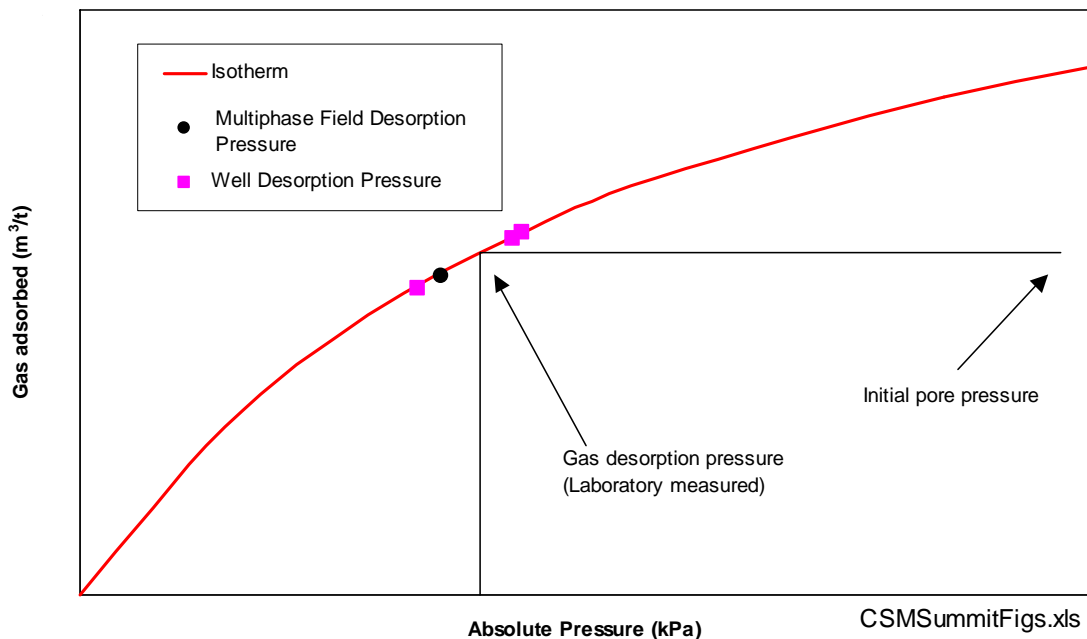 Isotherm
Multiphase Field Desorption
Pressure
Well Desorption Pressure
Gas adsorbed (m³/t)
Initial pore pressure
Gas desorption pressure
(Laboratory measured)
CSMSummitFigs.xls
Absolute Pressure (kPa)